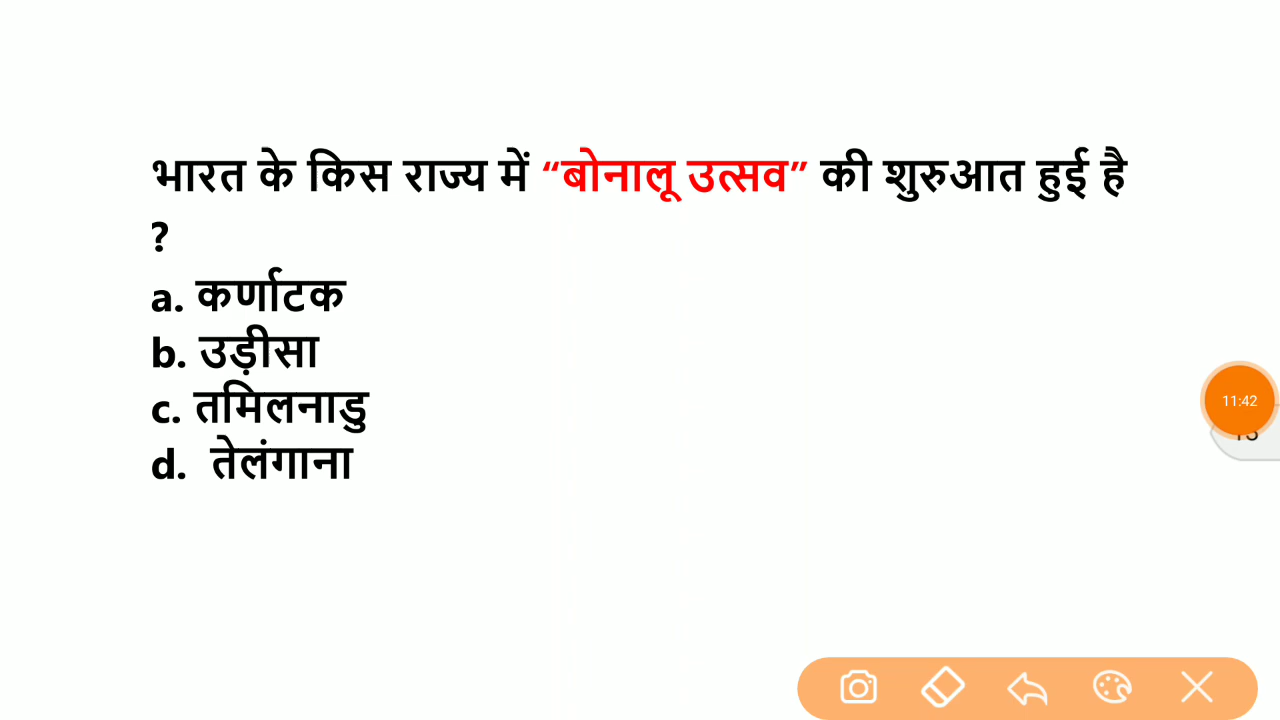 भारत के किस राज्य में “बोनालू उत्सव” की शुरुआत हुई है
?
a. कर्णाटक
b. उड़ीसा
c. तमिलनाडु
d. तेलंगाना
11:42